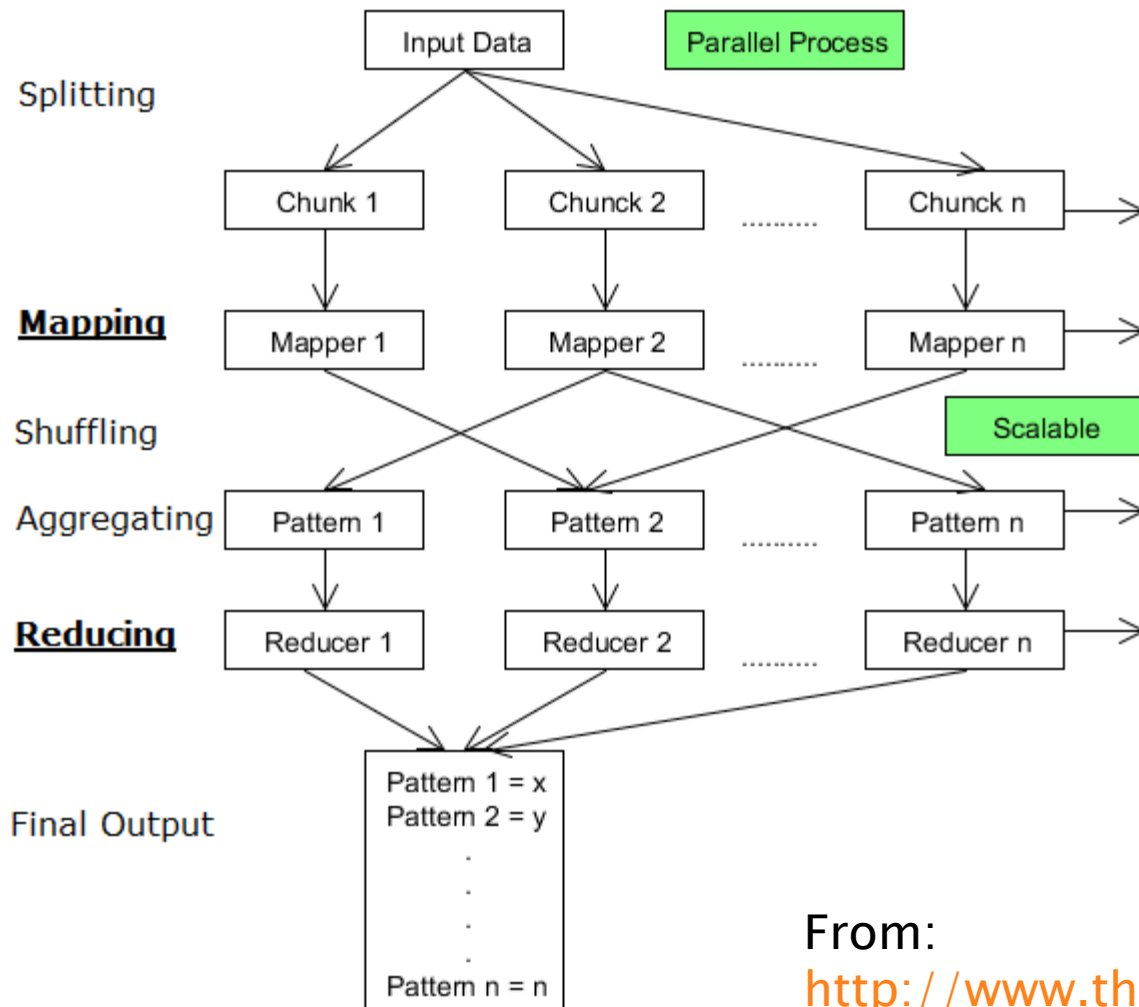 Input Data
Parallel Process
Splitting
Chunk 1
Chunck 2
..........
Chunck n
Mapping
Mapper 1
Mapper 2
..........
Mapper n
Shuffling
Scalable
Aggregating
Pattern 1
Pattern 2
..........
Pattern n
Reducing
Reducer 1
Reducer 2
..........
Reducer n
Final Output
Pattern 1 = x
Pattern 2 = y
.
.
.
.
Pattern n = n
From:
http://www.th